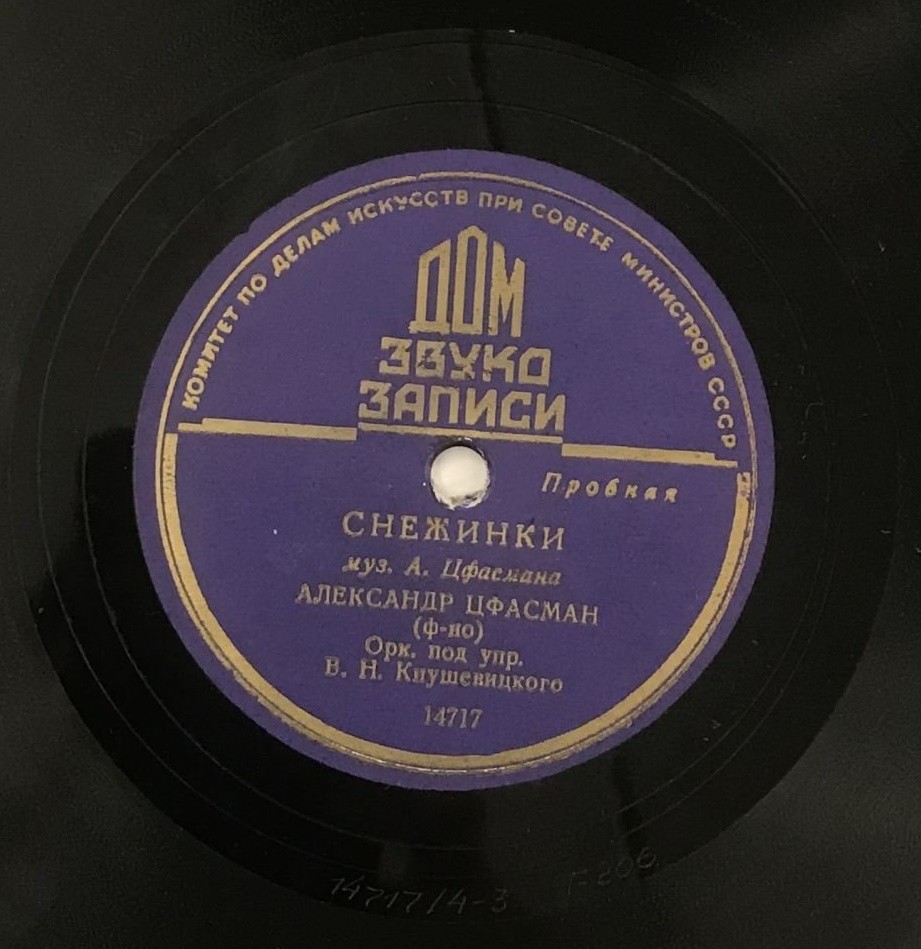 КОМИТЕТ ПО ДЕЛАМ ИСКУССТВ ПРИ СОВЕТЕ МИНИСТРОВ СССР
ДОМ
ЗВУКО
ЗАПИСИ
Пробная
СНЕЖИНКИ
муз. А. Цфасмана
АЛЕКСАНДР ЦФАСМАН
(ф-но)
Орк. под упр.
В. Н. Кнушевицкого
14717
14717/4-3 F206